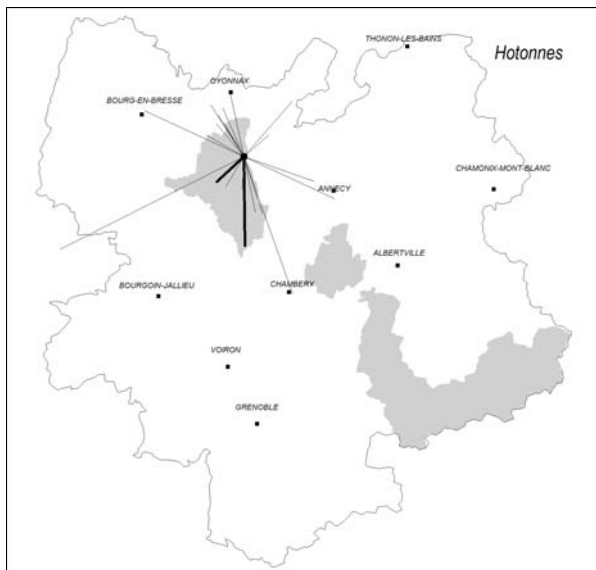 THONON-LES-BAINS
Hotonnes
OYONNAX
BOURG-EN-BRESSE
CHAMONIX-MONT-BLANC
ANNECY
ALBERTVILLE
CHAMBERY
BOURGOIN-JALLIEU
VOIRON
GRENOBLE